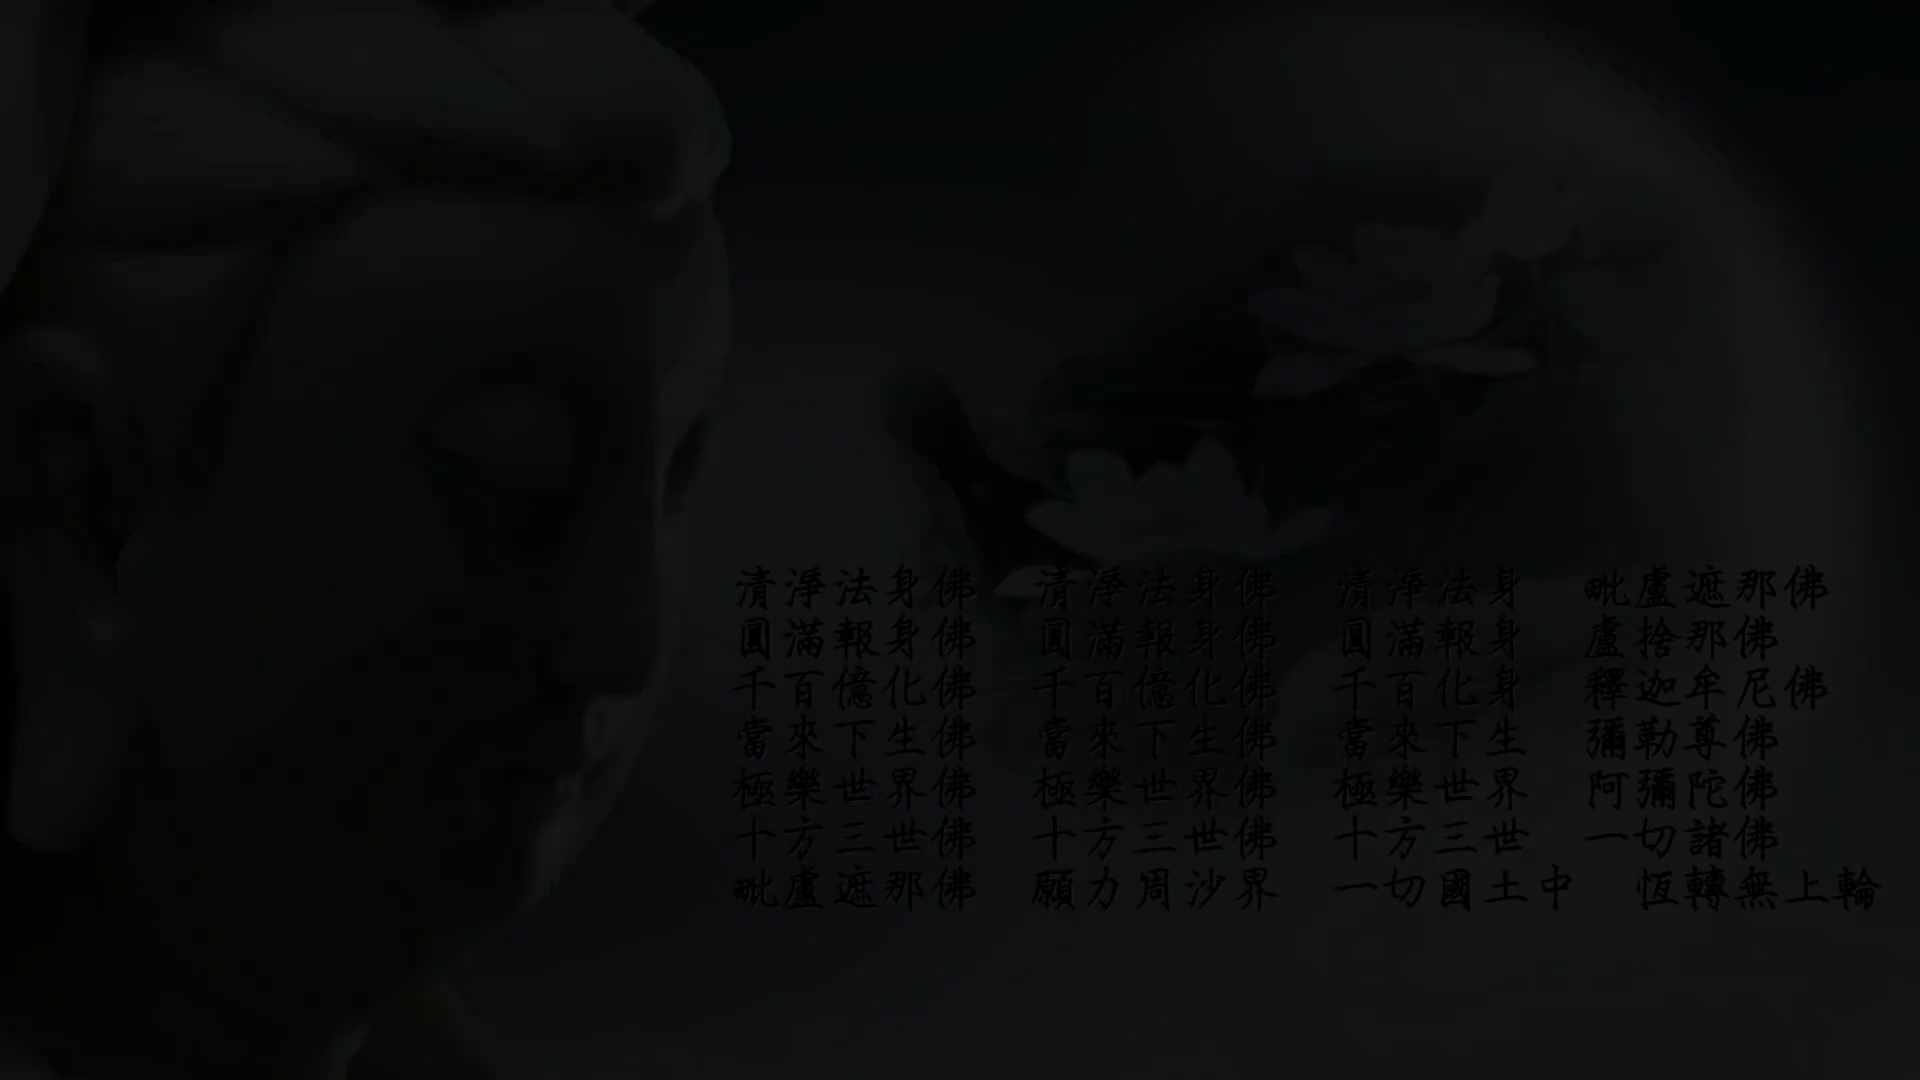 清淨法身佛 清淨法身佛 清淨法身 毗盧遮那佛
圓滿報身佛 圓滿報身佛 圓滿報身 盧捨那佛
千百億化佛 千百億化佛 千百化身 釋迦牟尼佛
當來下生佛 當來下生佛 當來下生 彌勒尊佛
極樂世界佛 極樂世界佛 極樂世界 阿彌陀佛
十方三世佛 十方三世佛 十方三世 一切諸佛
毗盧遮那佛 願力周沙界 一切國土中 恆轉無上輪